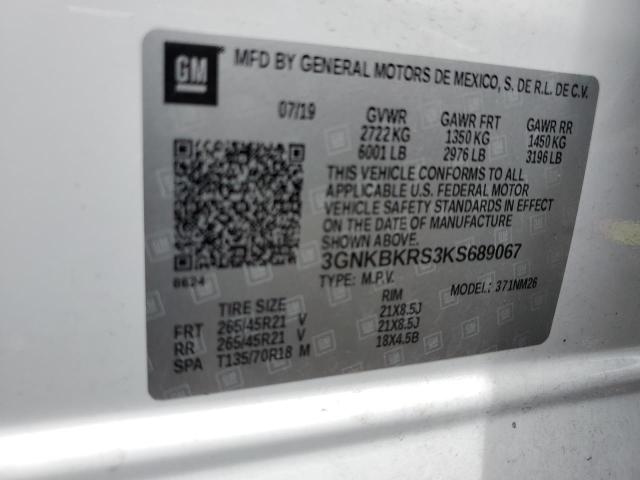 GM
MFD BY GENERAL MOTORS DE MEXICO, S. DE R.L. DE C.V.
07/19 GVWR GAWR FRT GAWR RR
2722 KG 1350 KG 1450 KG
6001 LB 2976 LB 3196 LB
THIS VEHICLE CONFORMS TO ALL
APPLICABLE U.S. FEDERAL MOTOR
VEHICLE SAFETY STANDARDS IN EFFECT
ON THE DATE OF MANUFACTURE
SHOWN ABOVE.
3GNKBKRS3KS689067
8624 TYPE: M.P.V. MODEL: 371NM26
TIRE SIZE RIM
FRT 265/45R21 V 21X8.5J
RR 265/45R21 V 21X8.5J
SPA T135/70R18 M 18X4.5B